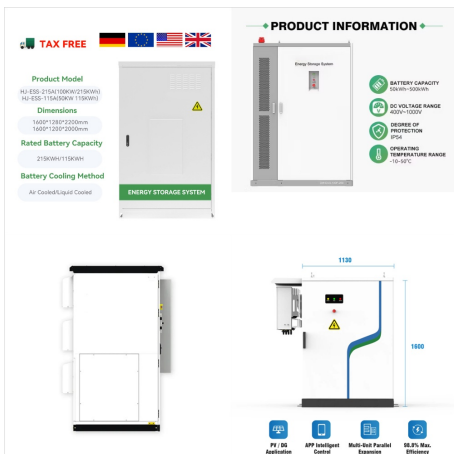 TAX FREE
Product Model
HJ-ESS-215A(100KW/215KWh)
HJ-ESS-115A(50KW 115KWh)
Dimensions
1600*1280*2200mm
1600*1200*2000mm
Rated Battery Capacity
215KWH/115KWH
Battery Cooling Method
Air Cooled/Liquid Cooled
ENERGY STORAGE SYSTEM
PRODUCT INFORMATION
Energy Storage System
BATTERY CAPACITY
50kWh~500kWh
DC VOLTAGE RANGE
400V~1000V
DEGREE OF
PROTECTION
IP54
OPERATING
TEMPERATURE RANGE
-10~50°C
1130
1600
PV / DG
Application
APP Intelligent
Control
Multi-Unit Parallel
Expansion
98.8% Max.
Efficiency